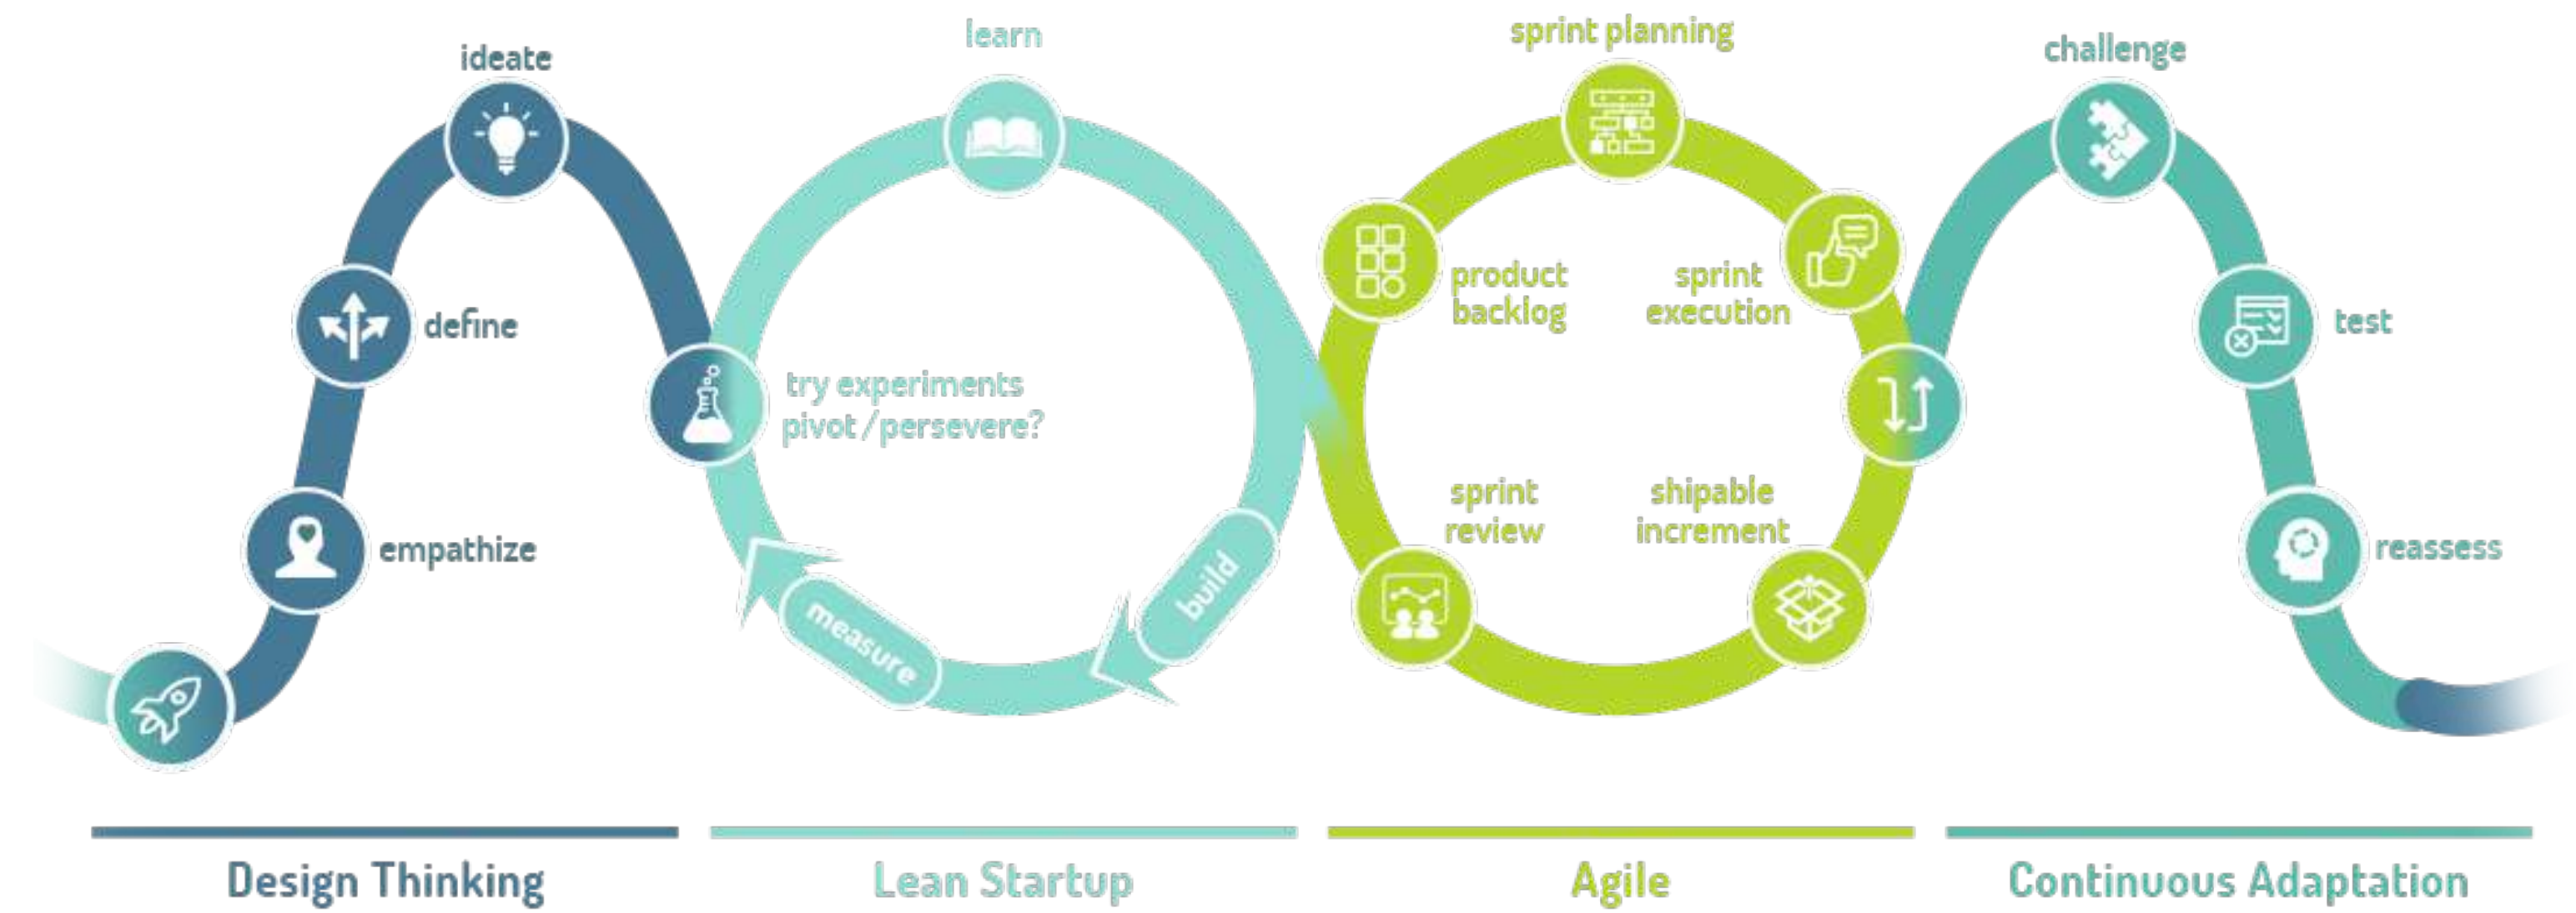 ideate
define
empathize
learn
try experiments
pivot/persevere?
build
measure
sprint planning
product
backlog
sprint
execution
sprint
review
shipable
increment
challenge
test
reassess
Design Thinking
Lean Startup
Agile
Continuous Adaptation